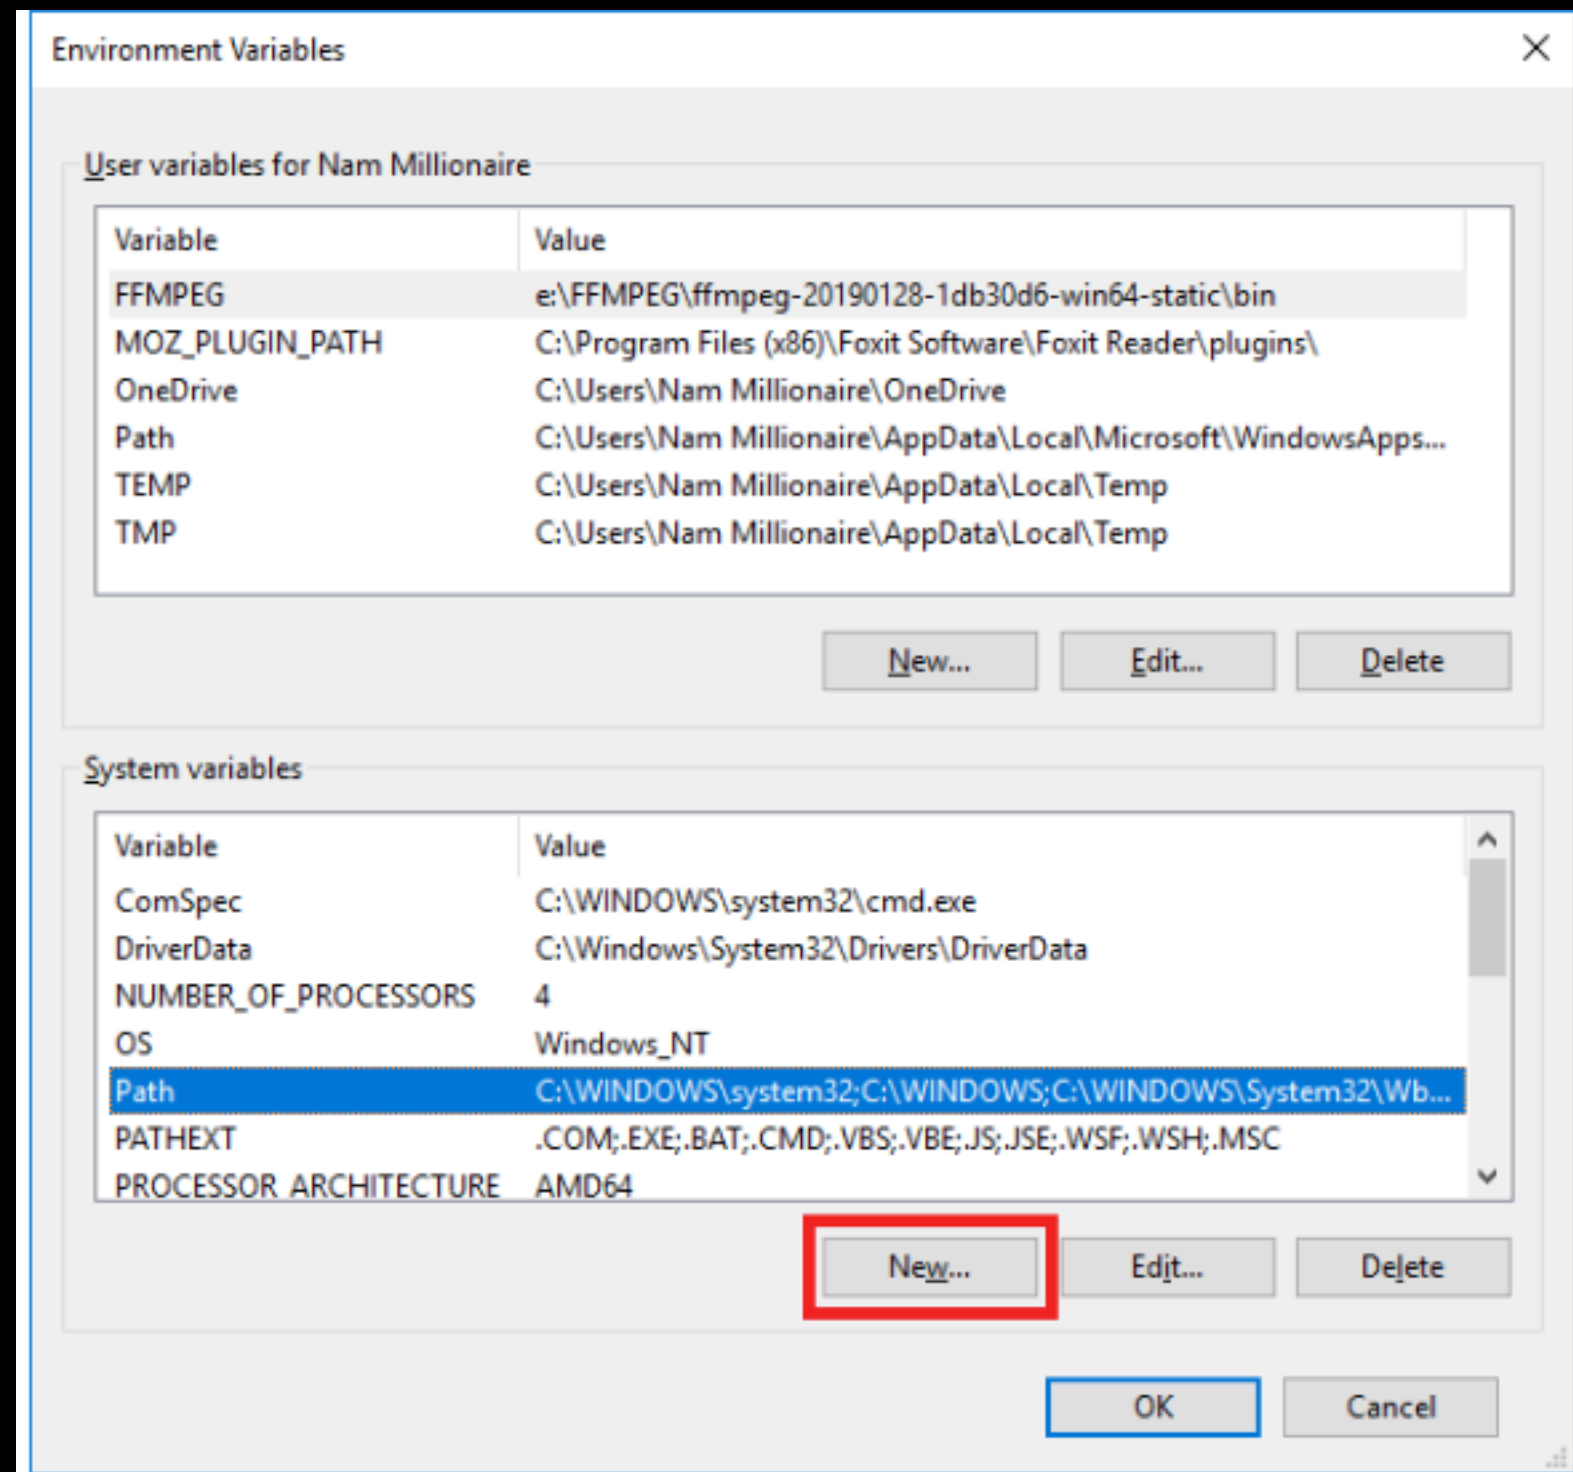 Environment Variables
User variables for Nam Millionaire
Variable Value
FFMPEG e:\FFMPEG\ffmpeg-20190128-1db30d6-win64-static\bin
MOZ_PLUGIN_PATH C:\Program Files (x86)\Foxit Software\Foxit Reader\plugins\
OneDrive C:\Users\Nam Millionaire\OneDrive
Path C:\Users\Nam Millionaire\AppData\Local\Microsoft\WindowsApps...
TEMP C:\Users\Nam Millionaire\AppData\Local\Temp
TMP C:\Users\Nam Millionaire\AppData\Local\Temp
New... Edit... Delete
System variables
Variable Value
ComSpec C:\WINDOWS\system32\cmd.exe
DriverData C:\Windows\System32\Drivers\DriverData
NUMBER_OF_PROCESSORS 4
OS Windows_NT
Path C:\WINDOWS\system32;C:\WINDOWS;C:\WINDOWS\System32\Wb...
PATHEXT .COM;.EXE;.BAT;.CMD;.VBS;.VBE;.JS;.JSE;.WSF;.WSH;.MSC
PROCESSOR_ARCHITECTURE AMD64
New... Edit... Delete
OK Cancel